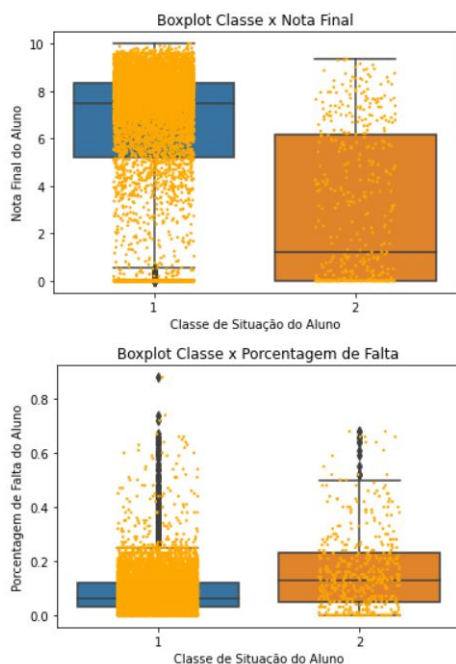 Boxplot Classe x Nota Final
10
8
6
4
2
0
Nota Final do Aluno
1 2
Classe de Situação do Aluno
Boxplot Classe x Porcentagem de Falta
0.8
0.6
0.4
0.2
0.0
Porcentagem de Falta do Aluno
1 2
Classe de Situação do Aluno